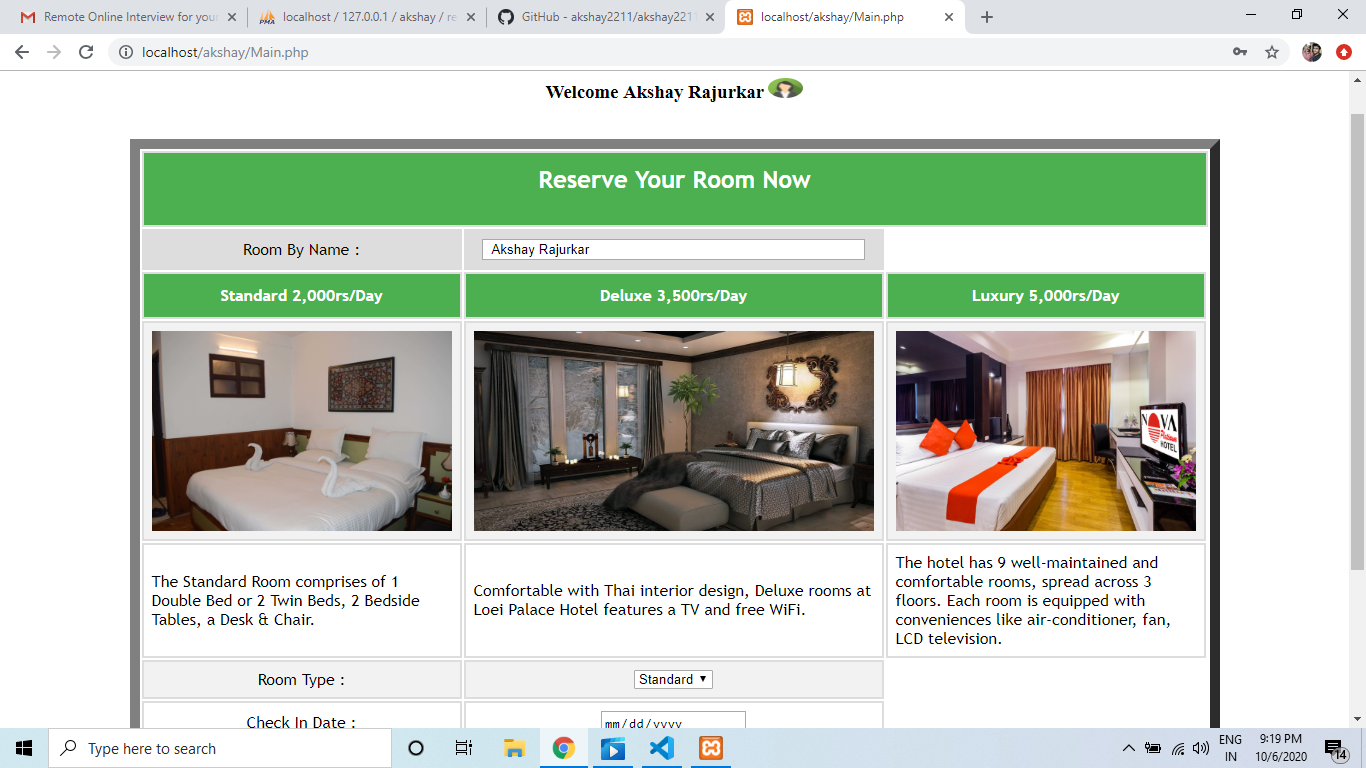 Remote Online Interview for your
localhost / 127.0.0.1 / akshay / re
GitHub - akshay2211/akshay2211
localhost/akshay/Main.php
localhost/akshay/Main.php
Welcome Akshay Rajurkar
Reserve Your Room Now
Room By Name :
Akshay Rajurkar
Standard 2,000rs/Day
Deluxe 3,500rs/Day
Luxury 5,000rs/Day
NOVA
HOTEL
The Standard Room comprises of 1
Double Bed or 2 Twin Beds, 2 Bedside
Tables, a Desk & Chair.
Comfortable with Thai interior design, Deluxe rooms at
Loei Palace Hotel features a TV and free WiFi.
The hotel has 9 well-maintained and
comfortable rooms, spread across 3
floors. Each room is equipped with
conveniences like air-conditioner, fan,
LCD television.
Room Type :
Standard
Check In Date :
mm/dd/yyyy
Type here to search
ENG
IN
9:19 PM
10/6/2020
14